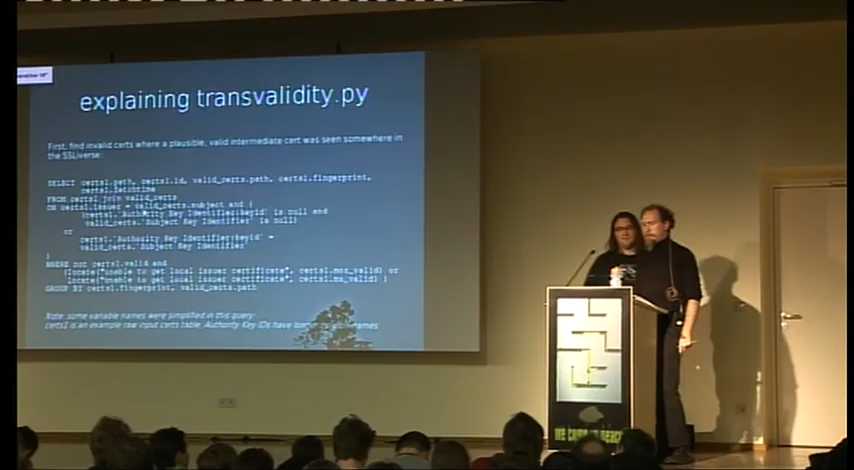 explaining transvalidity.py
First, find invalid certs where a plausible, valid intermediate cert was seen somewhere in
the SSLiverse:
SELECT certs1.path, certs1.id, valid_certs.path, certs1.fingerprint,
certs1.fetchtime
FROM certs1 join valid_certs
ON certs1.issuer = valid_certs.subject and (
(certs1.`Authority Key Identifier:keyid` is null and
valid_certs.`Subject Key Identifier` is null)
or
certs1.`Authority Key Identifier:keyid` =
valid_certs.`Subject Key Identifier`
)
WHERE not certs1.valid and
(locate("unable to get local issuer certificate", certs1.moz_valid) or
locate("unable to get local issuer certificate", certs1.ms_valid) )
GROUP BY certs1.fingerprint, valid_certs.path
Note: some variable names were simplified in this query:
certs1 is an example raw input certs table, Authority Key IDs have
we come